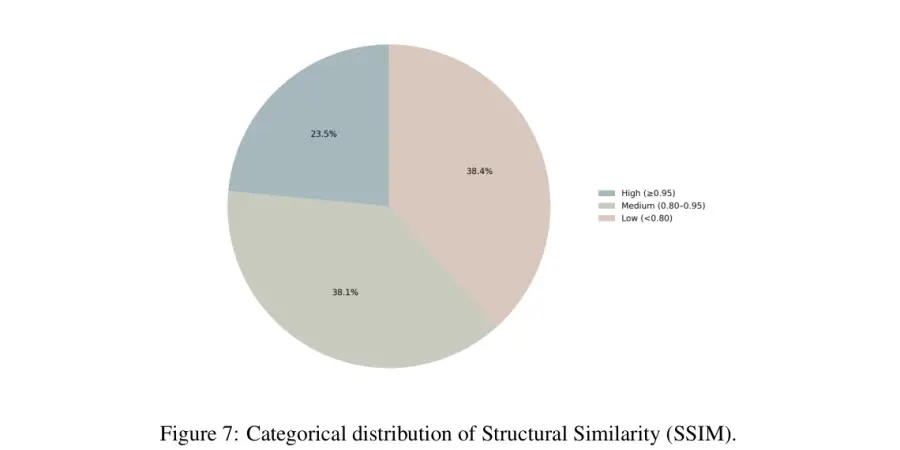 23.5%
38.4%
High (≥0.95)
Medium (0.80–0.95)
Low (<0.80)
38.1%
Figure 7: Categorical distribution of Structural Similarity (SSIM).